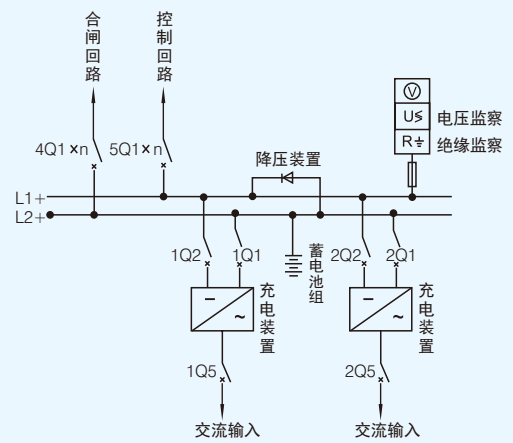 合闸回路
控制回路
4Q1×n
5Q1×n
V
U≤
R
电压监察
绝缘监察
降压装置
L1+
L2+
1Q2
1Q1
蓄电池组
2Q2
2Q1
充电装置
充电装置
~
~
1Q5
2Q5
交流输入
交流输入